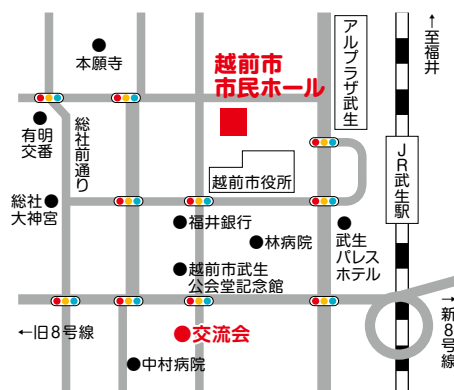 本願寺
越前市
市民ホール
アルプラザ武生
↑至福井
有明
交番
総社前通り
越前市役所
JR武生駅
総社
大神宮
福井銀行
林病院
武生
パレス
ホテル
越前市武生
公会堂記念館
←旧8号線
交流会
→新8号線
中村病院